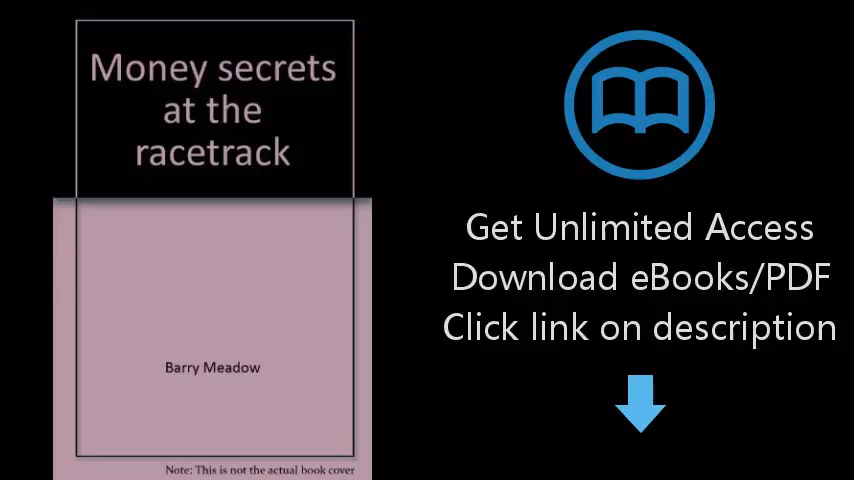 Money secrets
at the
racetrack
Barry Meadow
Note: This is not the actual book cover
Get Unlimited Access
Download eBooks/PDF
Click link on description